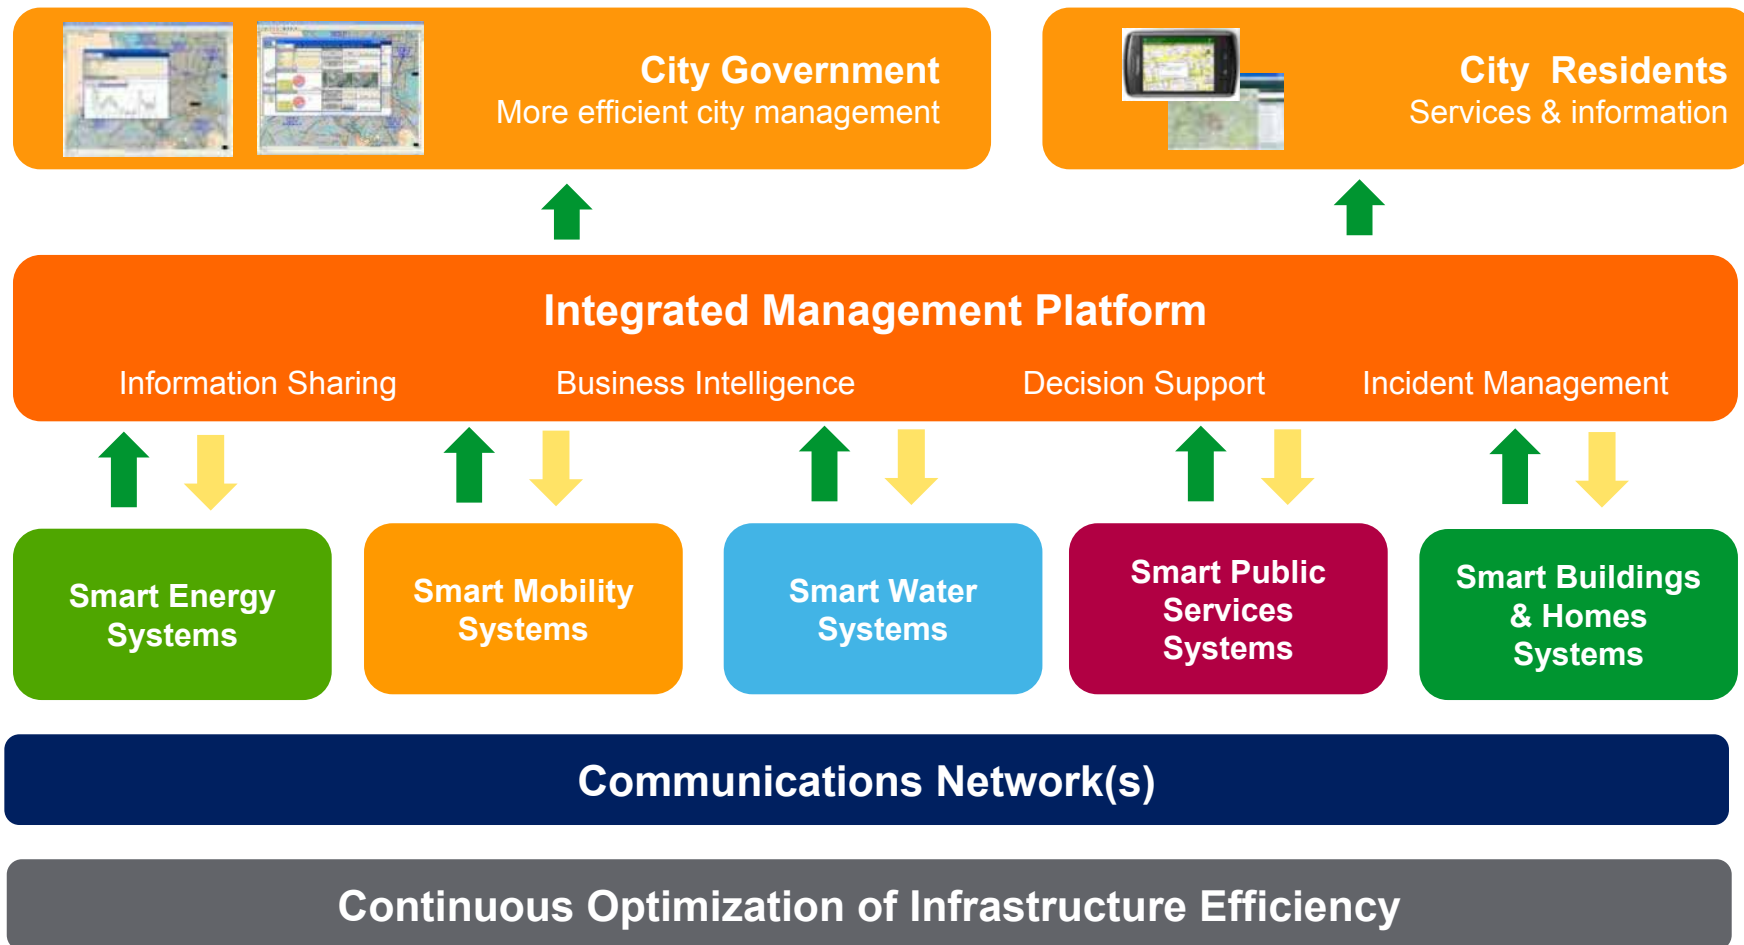 City Government
More efficient city management
City Residents
Services & information
Integrated Management Platform
Information Sharing
Business Intelligence
Decision Support
Incident Management
Smart Energy
Systems
Smart Mobility
Systems
Smart Water
Systems
Smart Public
Services
Systems
Smart Buildings
& Homes
Systems
Communications Network(s)
Continuous Optimization of Infrastructure Efficiency